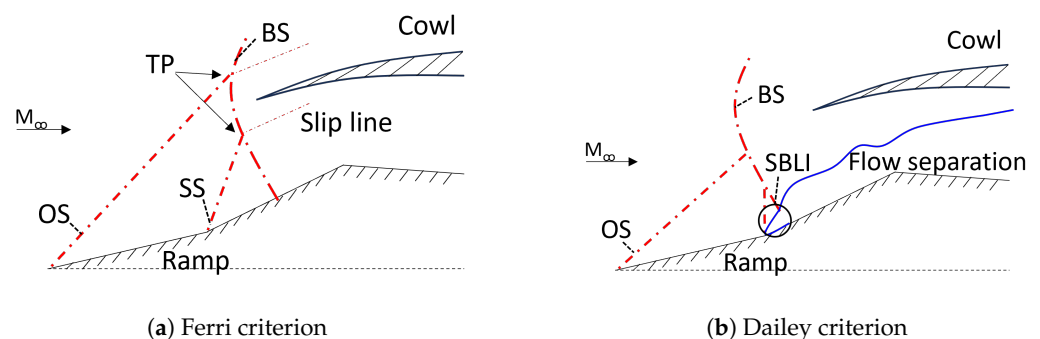 BS
Cowl
TP
M∞
Slip line
SS
OS
Ramp
(a) Ferri criterion
Cowl
BS
M∞
SBLI
Flow separation
OS
Ramp
(b) Dailey criterion